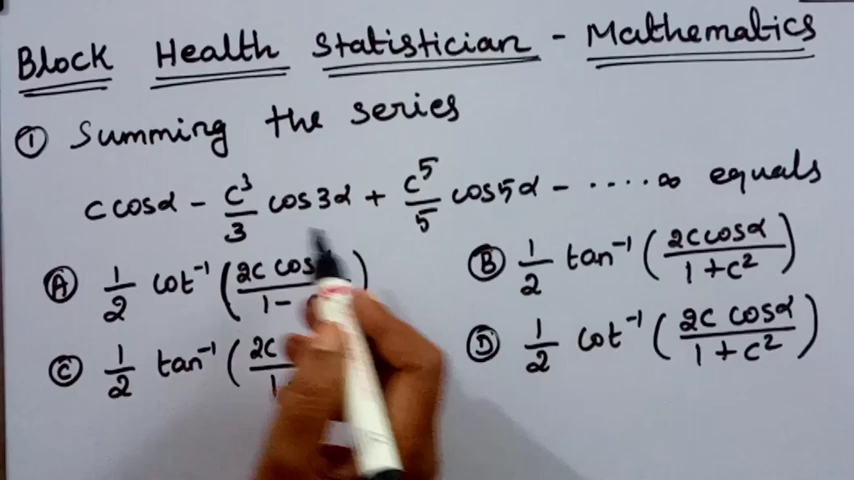 Block Health Statistician - Mathematics
① Summing the series
c cosα - c³/3 cos3α + c⁵/5 cos5α - ..... ∞ equals
Ⓐ 1/2 cot⁻¹ (2c cos / 1-) Ⓑ 1/2 tan⁻¹ (2c cosα / 1+c²)
Ⓒ 1/2 tan⁻¹ (2c / 1 Ⓓ 1/2 cot⁻¹ (2c cosα / 1+c²)